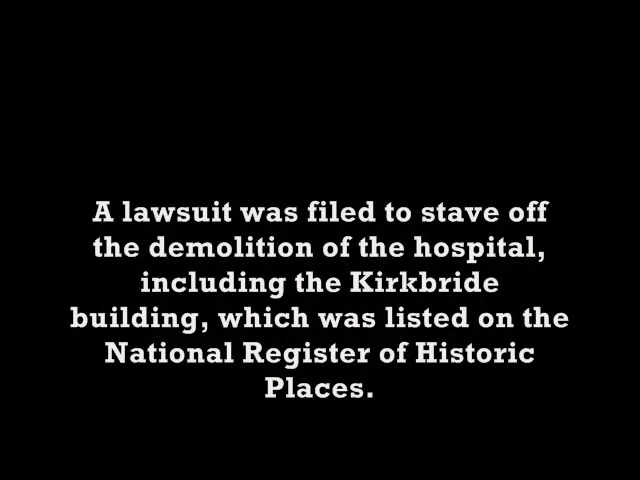 A lawsuit was filed to stave off
the demolition of the hospital,
including the Kirkbride
building, which was listed on the
National Register of Historic
Places.